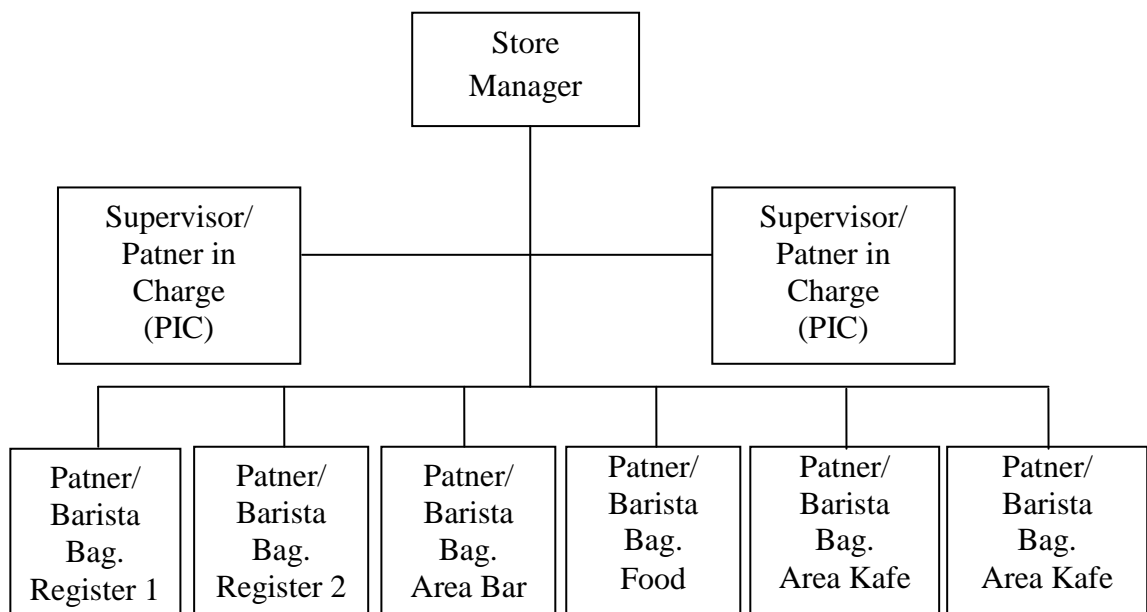 Store
Manager
Supervisor/
Patner in
Charge
(PIC)
Supervisor/
Patner in
Charge
(PIC)
Patner/
Barista
Bag.
Register 1
Patner/
Barista
Bag.
Register 2
Patner/
Barista
Bag.
Area Bar
Patner/
Barista
Bag.
Food
Patner/
Barista
Bag.
Area Kafe
Patner/
Barista
Bag.
Area Kafe